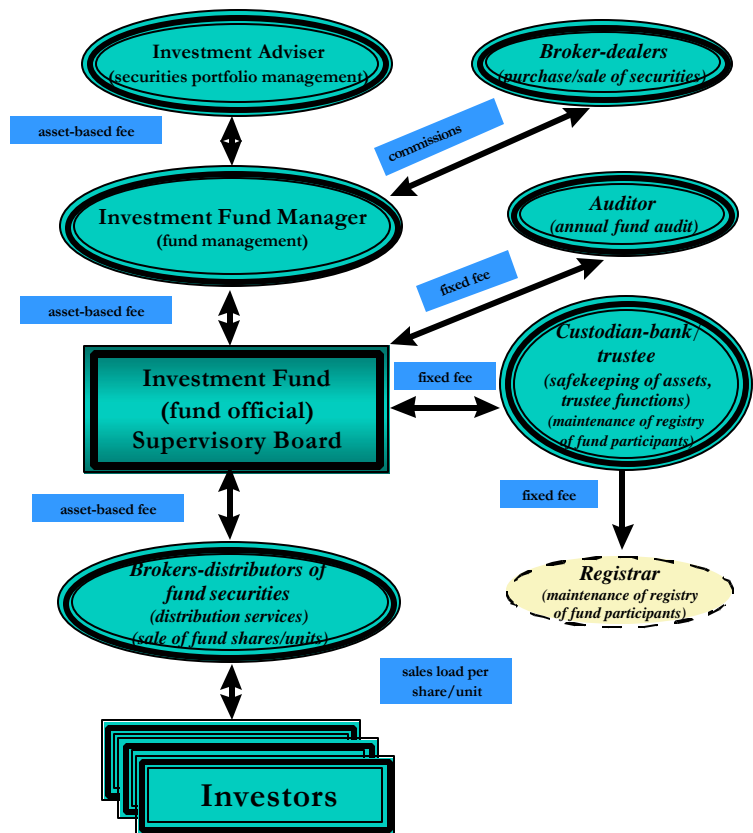 Investment Adviser
(securities portfolio management)
Broker-dealers
(purchase/sale of securities)
asset-based fee
commissions
Investment Fund Manager
(fund management)
Auditor
(annual fund audit)
fixed fee
asset-based fee
Custodian-bank/
trustee
(safekeeping of assets,
trustee functions)
(maintenance of registry
of fund participants)
Investment Fund
(fund official)
Supervisory Board
fixed fee
asset-based fee
fixed fee
Brokers-distributors of
fund securities
(distribution services)
(sale of fund shares/units)
Registrar
(maintenance of registry
of fund participants)
sales load per
share/unit
Investors